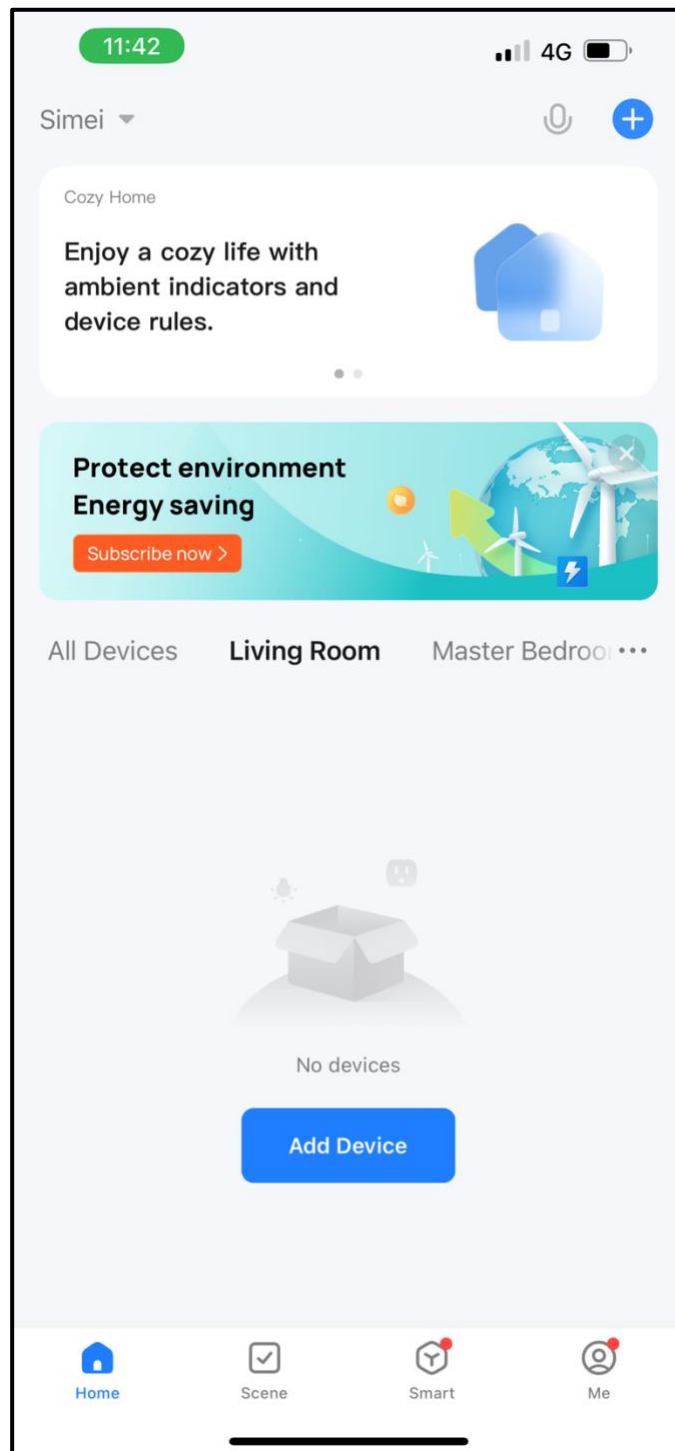 11:42
4G
Simei
Cozy Home
Enjoy a cozy life with
ambient indicators and
device rules.
Protect environment
Energy saving
Subscribe now >
All Devices Living Room Master Bedroo
No devices
Add Device
Home Scene Smart Me